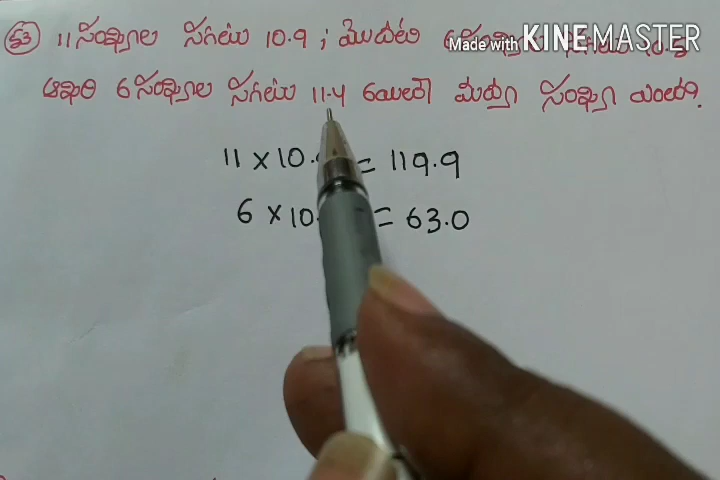 11 సంఖ్యల సగటు 10.9 ; మొదటి
Made with KINEMASTER
ఆఖరి 6 సంఖ్యల సగటు 11.4 అయితే మధ్య సంఖ్య ఎంత.
11 × 10. = 119.9
6 × 10. = 63.0